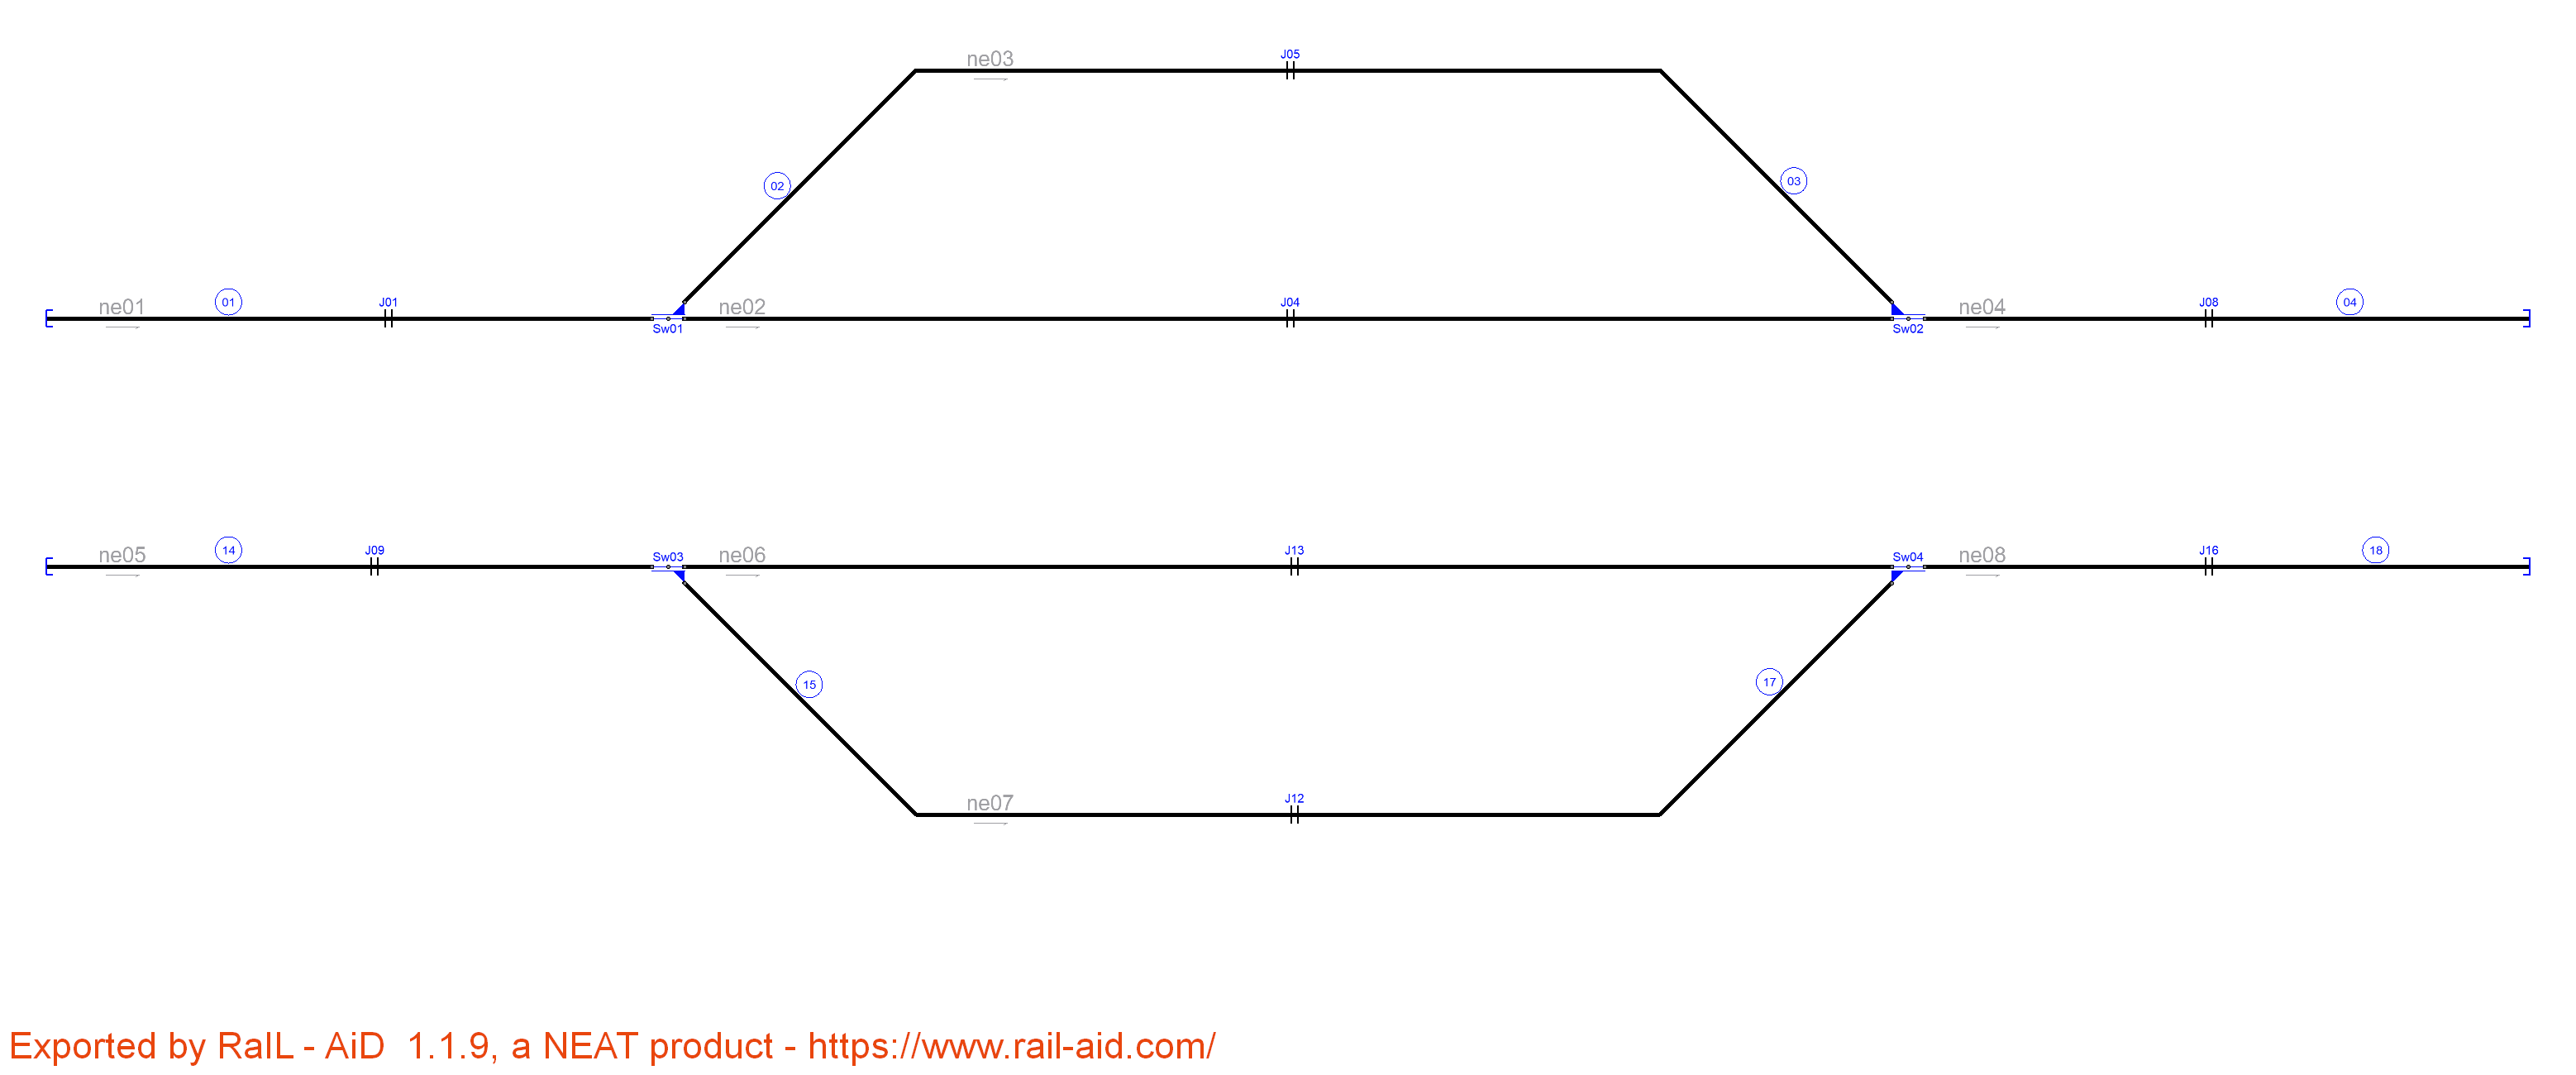 ne03 J05
02 03
ne01 01 J01 Sw01 ne02 J04 Sw02 ne04 J08 04
ne05 14 J09 Sw03 ne06 J13 Sw04 ne08 J16 18
15 17
ne07 J12
Exported by RaIL - AiD 1.1.9, a NEAT product - https://www.rail-aid.com/